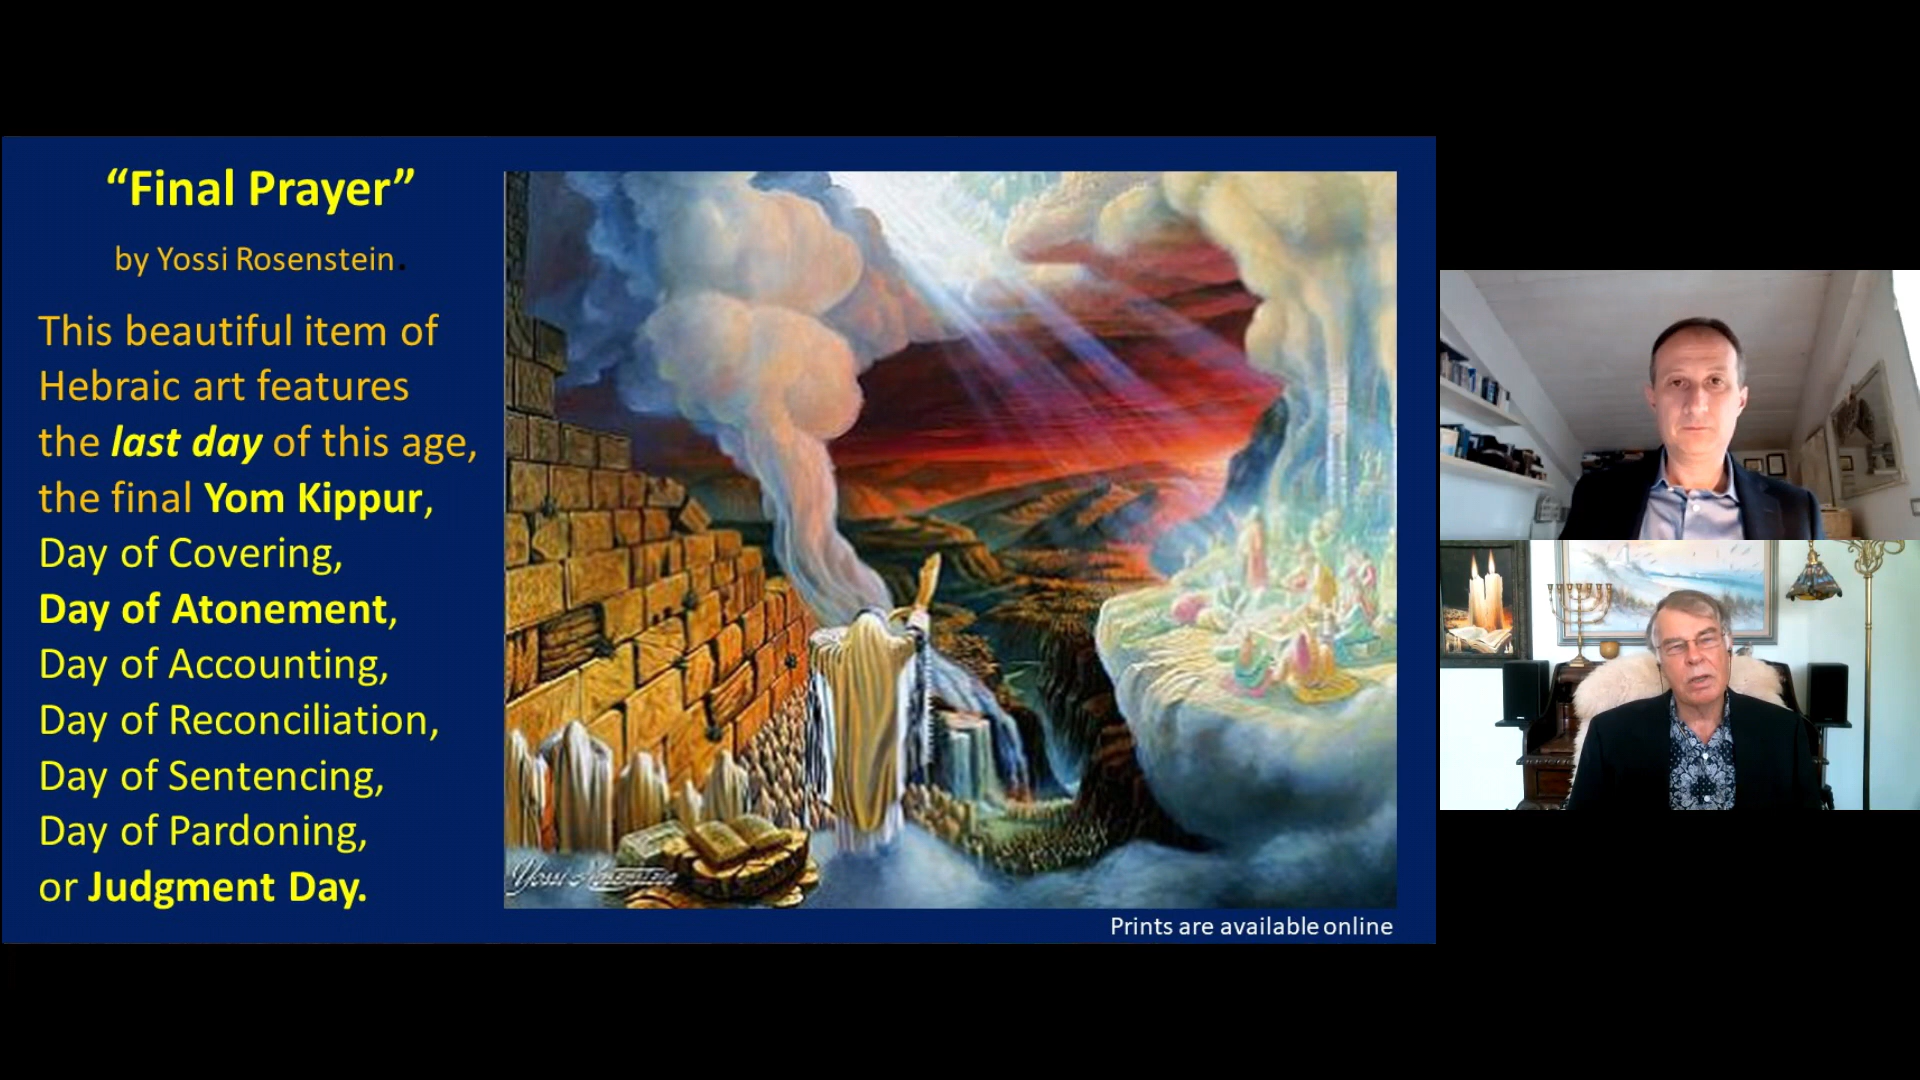 “Final Prayer”
by Yossi Rosenstein.
This beautiful item of
Hebraic art features
the last day of this age,
the final Yom Kippur,
Day of Covering,
Day of Atonement,
Day of Accounting,
Day of Reconciliation,
Day of Sentencing,
Day of Pardoning,
or Judgment Day.
Yossi Rosenstein
Prints are available online